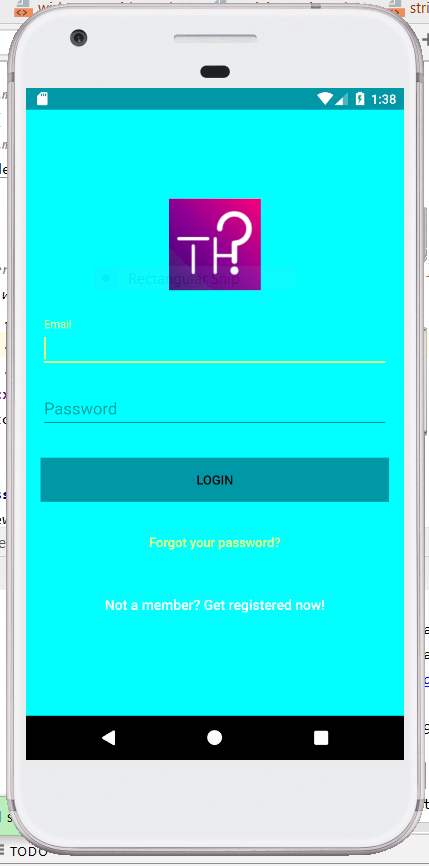 1:38
TH?
Rectangular Snip
Email
Password
LOGIN
Forgot your password?
Not a member? Get registered now!
TODO